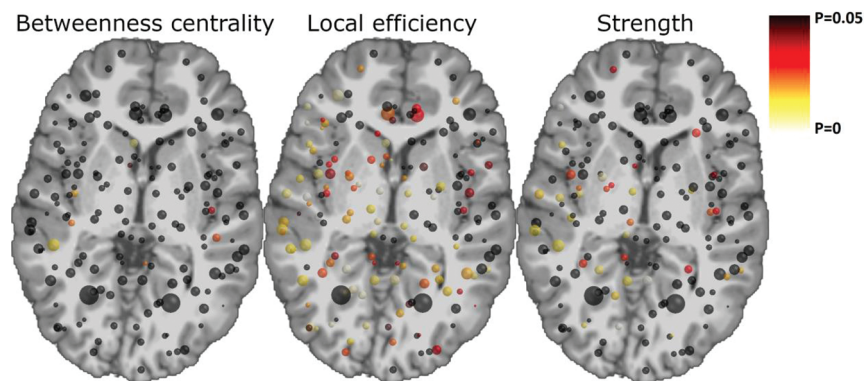 Betweenness centrality
Local efficiency
Strength
P=0.05
P=0